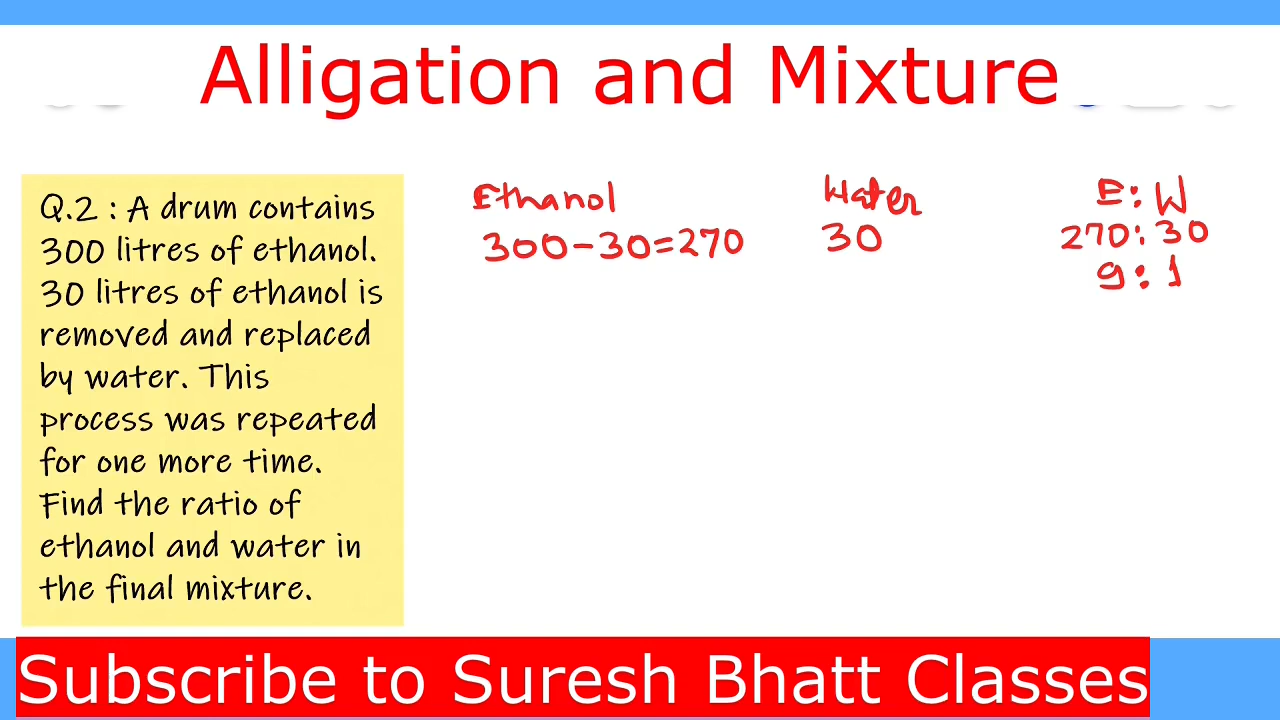 Alligation and Mixture
Q.2 : A drum contains
300 litres of ethanol.
30 litres of ethanol is
removed and replaced
by water. This
process was repeated
for one more time.
Find the ratio of
ethanol and water in
the final mixture.
Ethanol Water E : W
300-30=270 30 270 : 30
9 : 1
Subscribe to Suresh Bhatt Classes